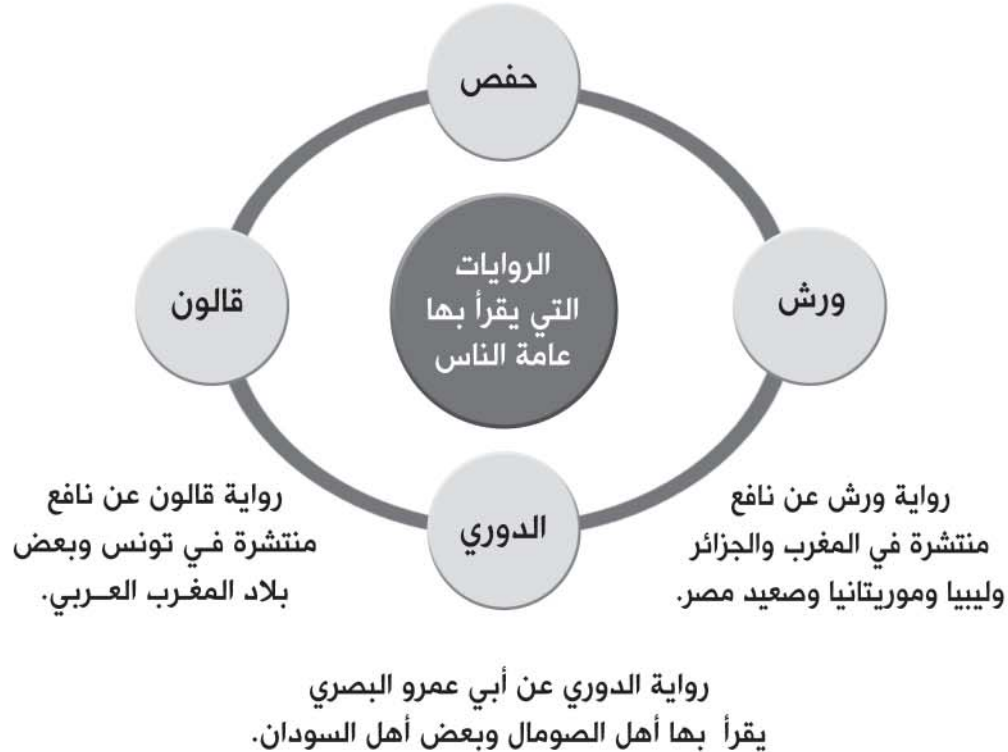 حفص
الروايات
التي يقرأ بها
عامة الناس
ورش
قالون
الدوري
رواية ورش عن نافع
منتشرة في المغرب والجزائر
وليبيا وموريتانيا وصعيد مصر.
رواية قالون عن نافع
منتشرة فـي تونس وبعض
بلاد المغرب العــربي.
رواية الدوري عن أبي عمرو البصري
يقرأ بها أهل الصومال وبعض أهل السودان.